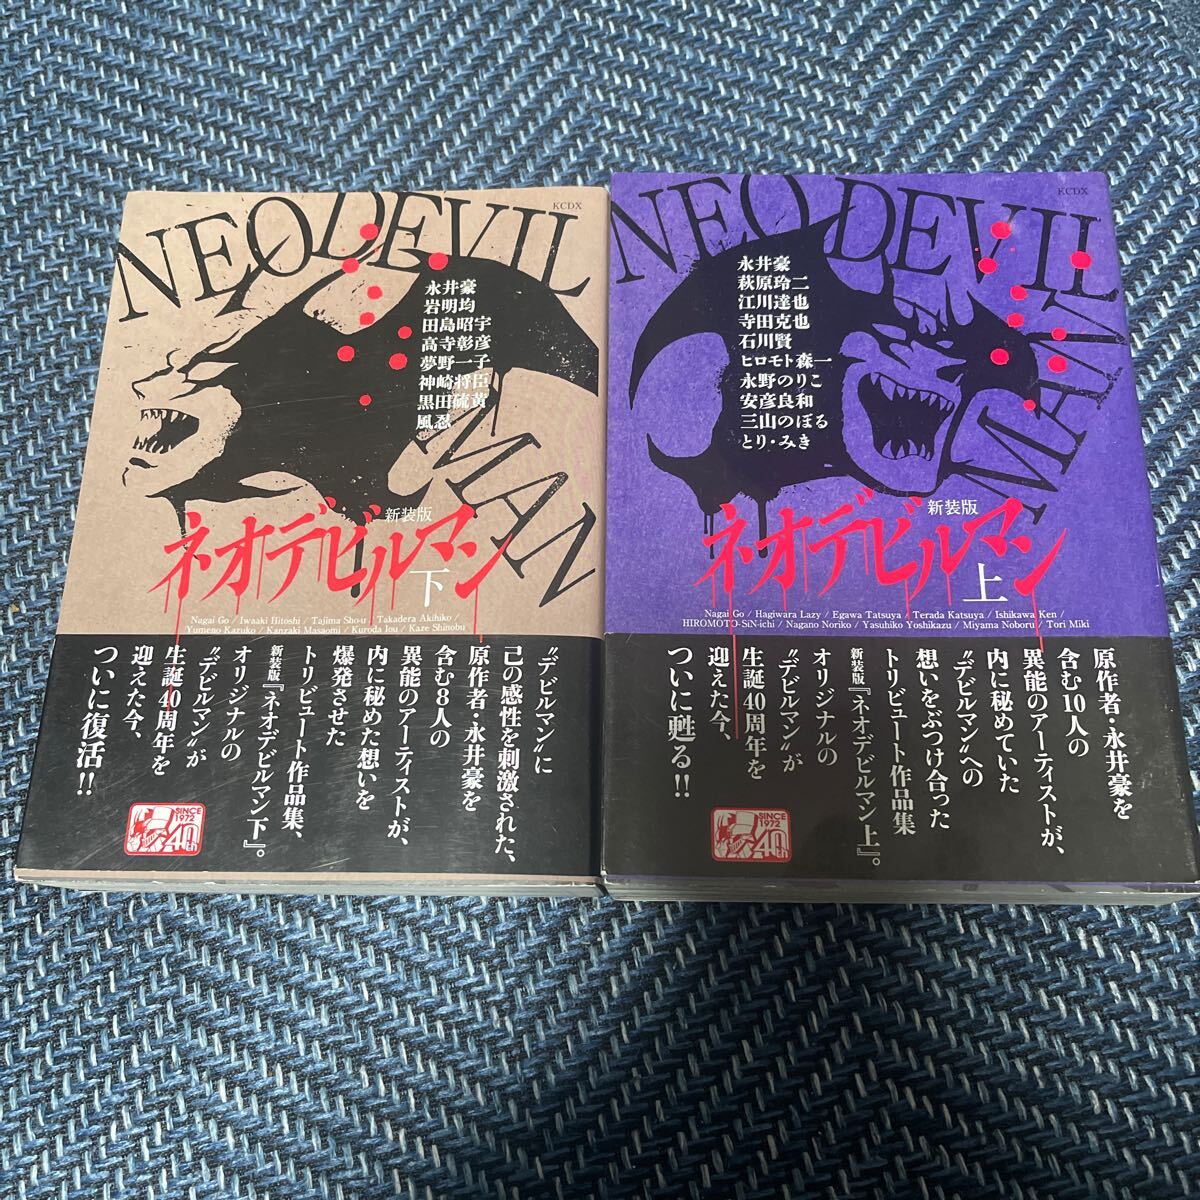 NEO DEVIL
MAN
KCDX
永井豪
岩明均
田島昭宇
高寺彰彦
夢野一子
神崎将臣
黒田硫黄
風忍
新装版
ネオデビルマン
下
Nagai Go / Iwaaki Hitoshi / Tajima Sho-u / Takadera Akihiko /
Yumeno Kazuko / Kanzaki Masaomi / Kuroda Iou / Kaze Shinobu
〝デビルマン〟に
己の感性を刺激された、
原作者・永井豪を
含む8人の
異能のアーティストが、
内に秘めた想いを
爆発させた
トリビュート作品集、
新装版『ネオデビルマン下』。
オリジナルの
〝デビルマン〟が
生誕40周年を
迎えた今、
ついに復活!!
SINCE
1972
40th
NEO DEVIL
MAN
KCDX
永井豪
萩原玲二
江川達也
寺田克也
石川賢
ヒロモト森一
永野のりこ
安彦良和
三山のぼる
とり・みき
新装版
ネオデビルマン
上
Nagai Go / Hagiwara Lazy / Egawa Tatsuya / Terada Katsuya / Ishikawa Ken /
HIROMOTO-SiN-ichi / Nagano Noriko / Yasuhiko Yoshikazu / Miyama Noboru / Tori Miki
原作者・永井豪を
含む10人の
異能のアーティストが、
内に秘めていた
〝デビルマン〟への
想いをぶつけ合った
トリビュート作品集
新装版『ネオデビルマン上』。
オリジナルの
〝デビルマン〟が
生誕40周年を
迎えた今、
ついに甦る!!
SINCE
1972
40th